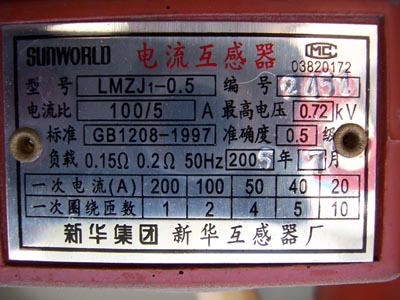 SUNWORLD 电流互感器 MC
03820172
型号 LMZJ1-0.5 编号
电流比 100/5 A 最高电压 0.72 kV
标准 GB1208-1997 准确度 0.5 级
负载 0.15Ω 0.2Ω 50Hz 200 年 月
一次电流(A) 200 100 50 40 20
一次围绕匝数 1 2 4 5 10
新华集团 新华互感器厂